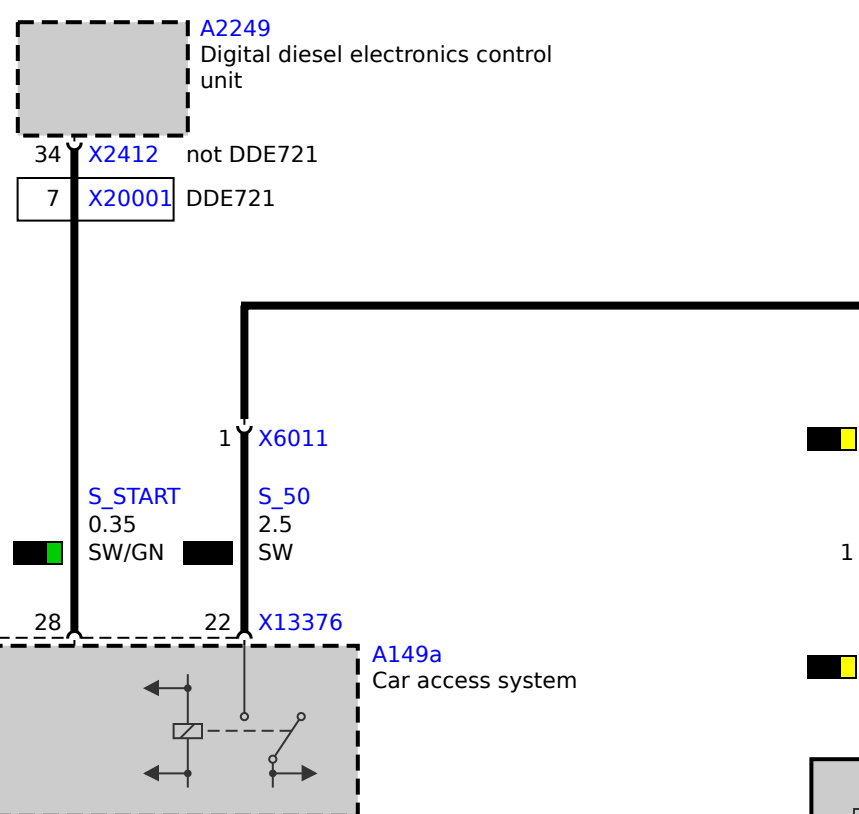 A2249
Digital diesel electronics control
unit
34 X2412 not DDE721
7 X20001 DDE721
1 X6011
S_START S_50
0.35 2.5
SW/GN SW 1
28 22 X13376
A149a
Car access system